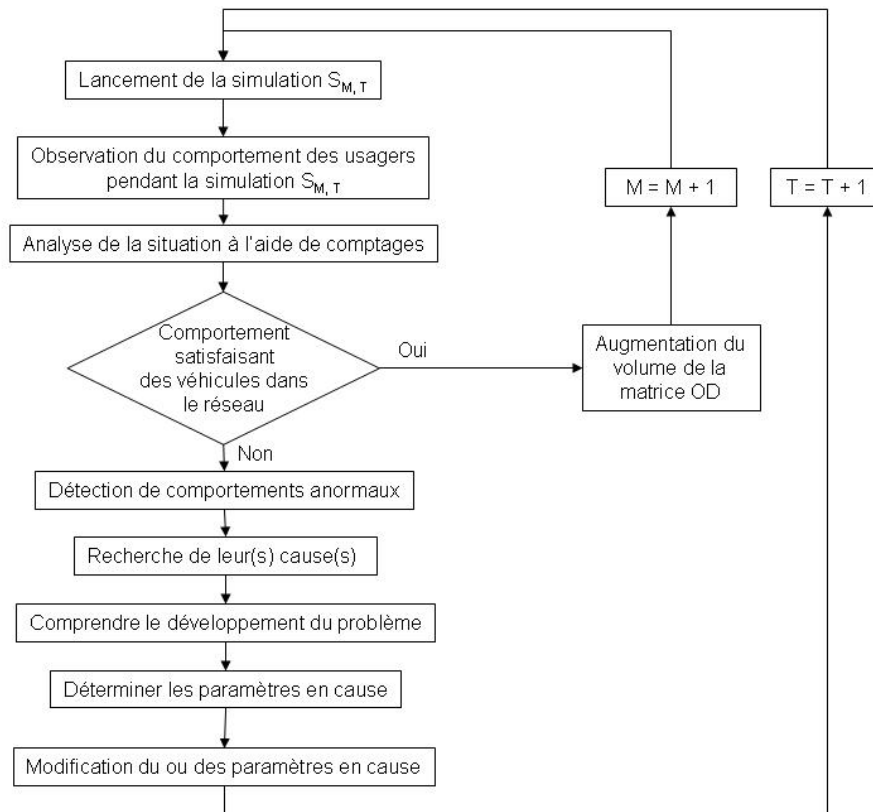 Lancement de la simulation S_M, T
Observation du comportement des usagers
pendant la simulation S_M, T
M = M + 1
T = T + 1
Analyse de la situation à l'aide de comptages
Comportement
satisfaisant
des véhicules dans
le réseau
Oui
Augmentation du
volume de la
matrice OD
Non
Détection de comportements anormaux
Recherche de leur(s) cause(s)
Comprendre le développement du problème
Déterminer les paramètres en cause
Modification du ou des paramètres en cause